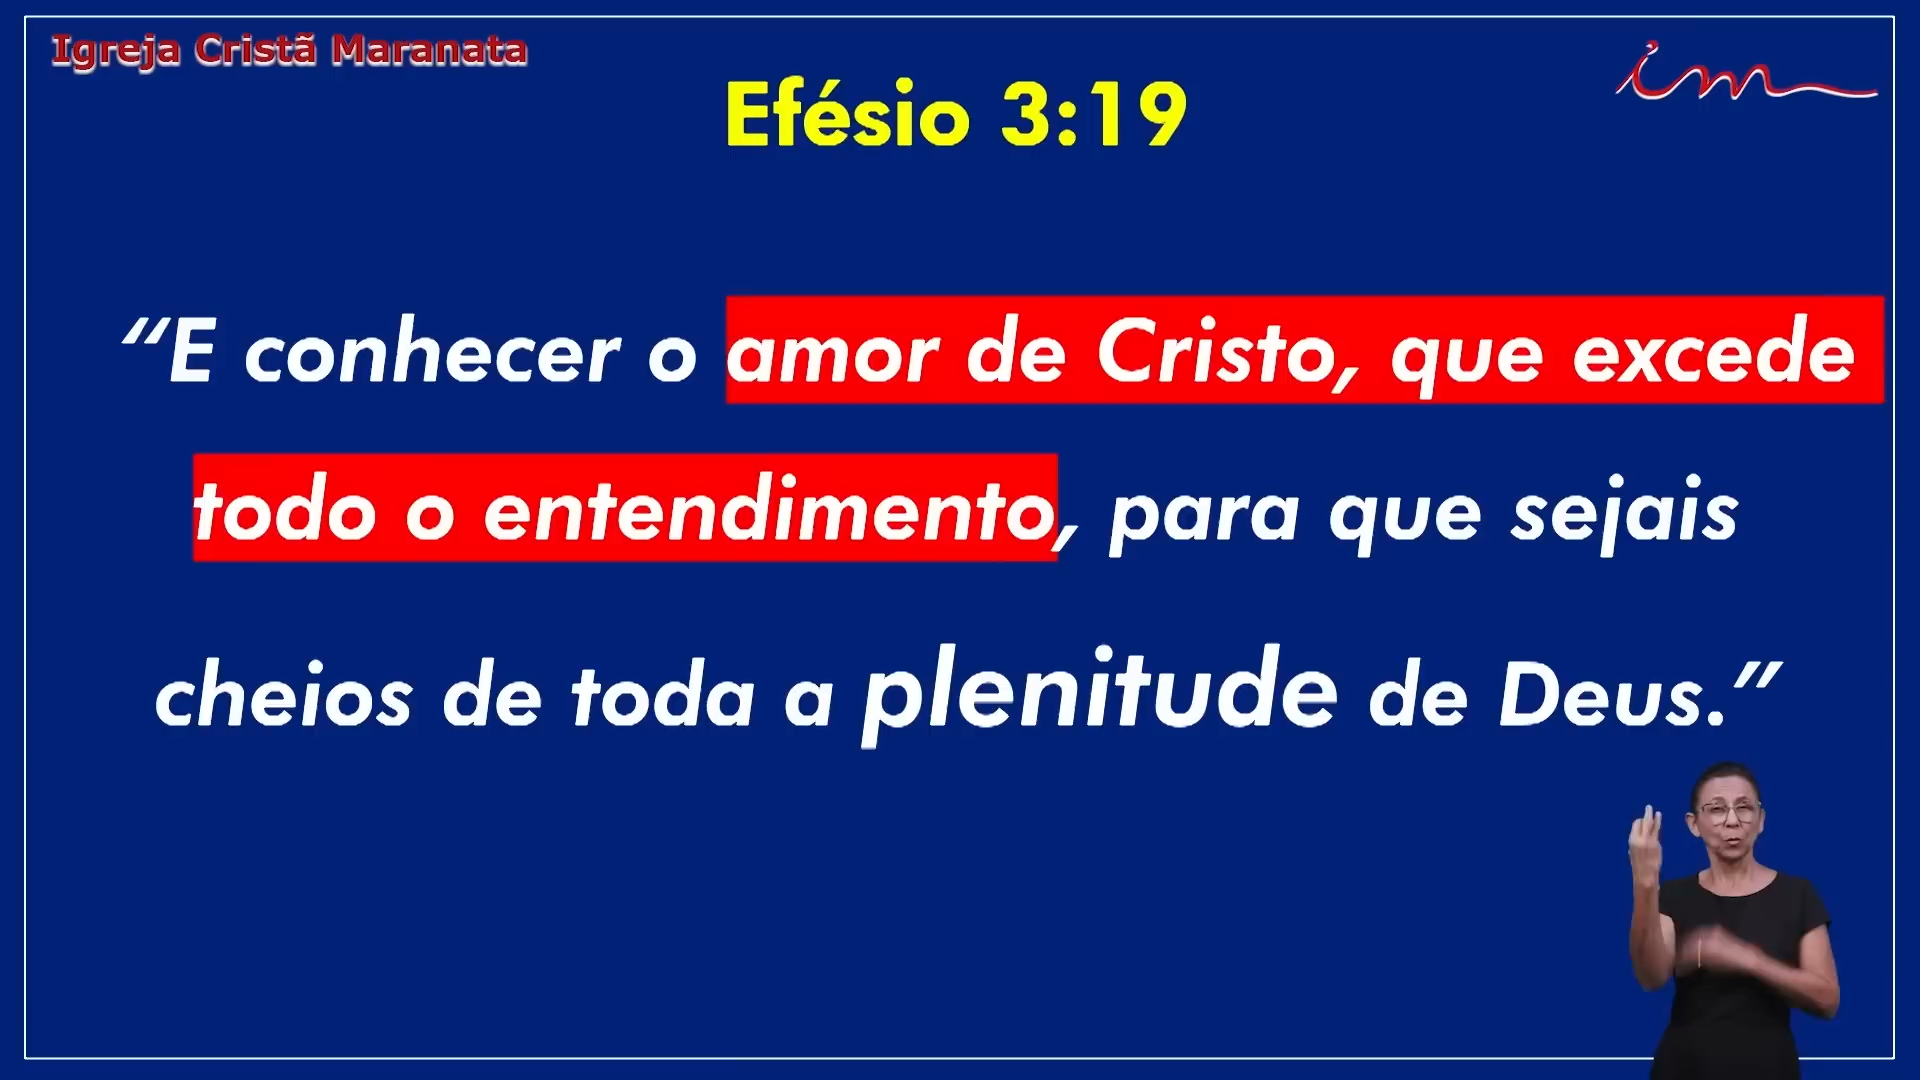 Igreja Cristã Maranata
im
Efésio 3:19
“E conhecer o amor de Cristo, que excede
todo o entendimento, para que sejais
cheios de toda a plenitude de Deus.”